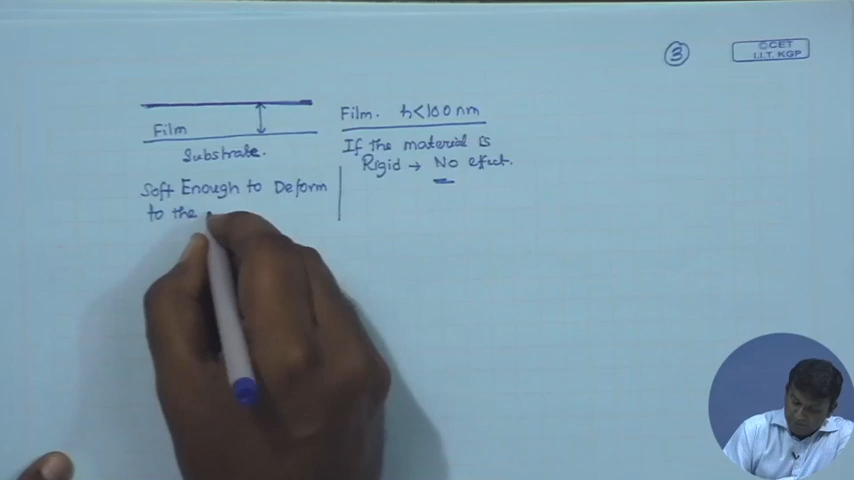 3
©CET
I.I.T. KGP
Film
Substrate.
Film. h<100 nm
If the material is
Rigid → No effect.
Soft Enough to Deform
to the